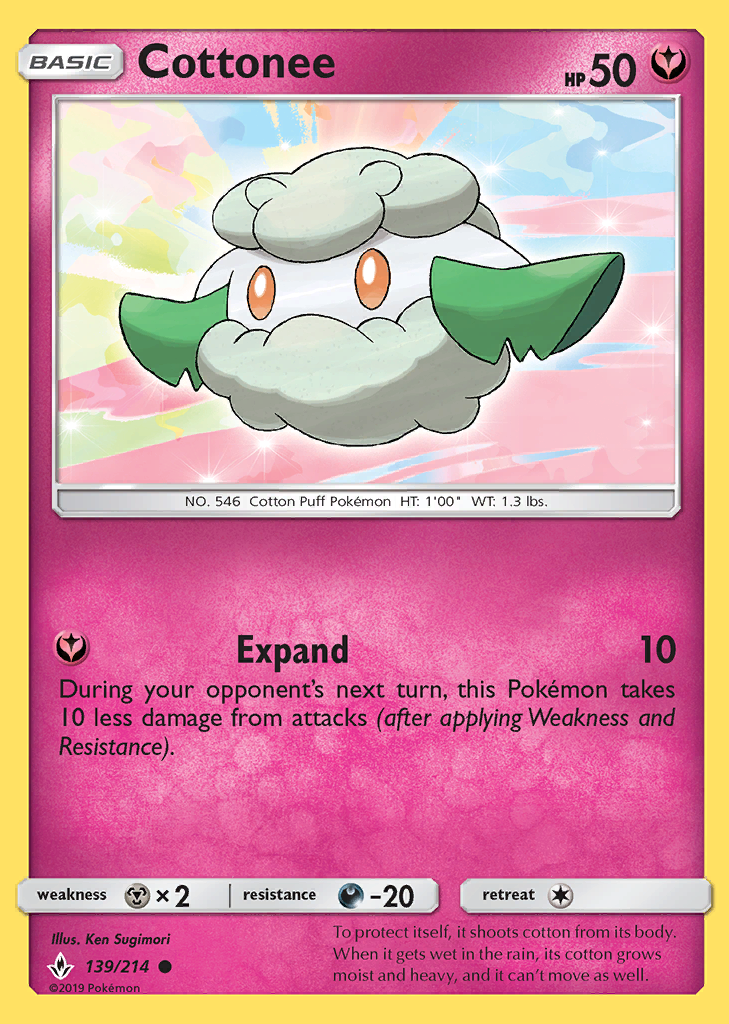 BASIC Cottonee HP 50
NO. 546 Cotton Puff Pokémon HT: 1'00" WT: 1.3 lbs.
Expand 10
During your opponent's next turn, this Pokémon takes
10 less damage from attacks (after applying Weakness and
Resistance).
weakness ×2 resistance -20 retreat
Illus. Ken Sugimori
139/214
©2019 Pokémon
To protect itself, it shoots cotton from its body.
When it gets wet in the rain, its cotton grows
moist and heavy, and it can't move as well.